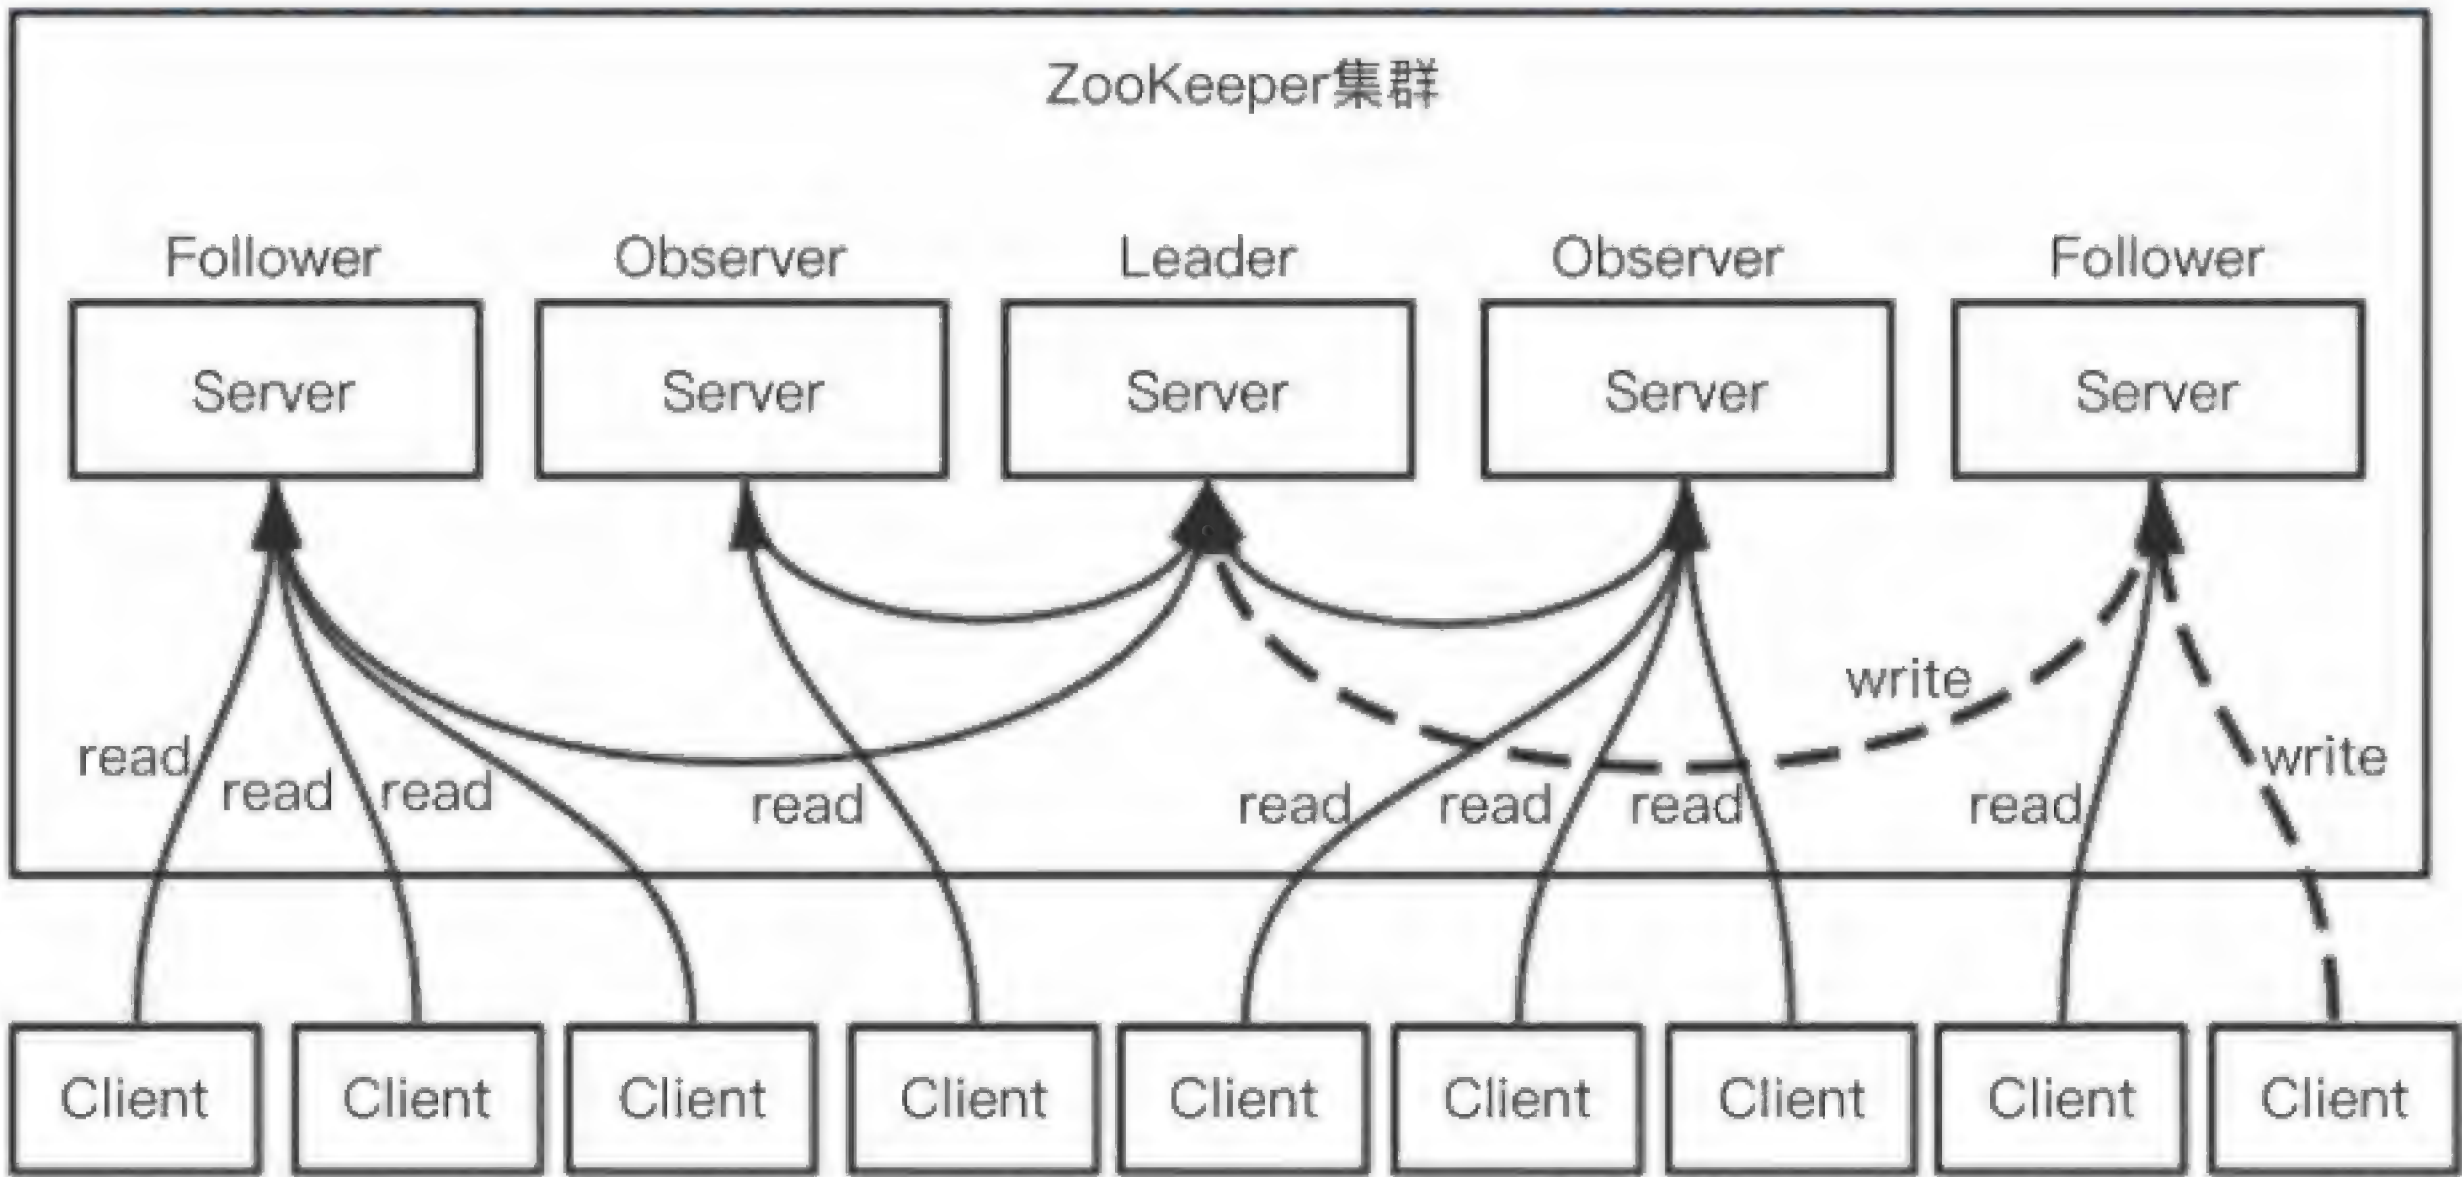 ZooKeeper集群
Follower Observer Leader Observer Follower
Server Server Server Server Server
write
read read read read read read read read write
Client Client Client Client Client Client Client Client Client